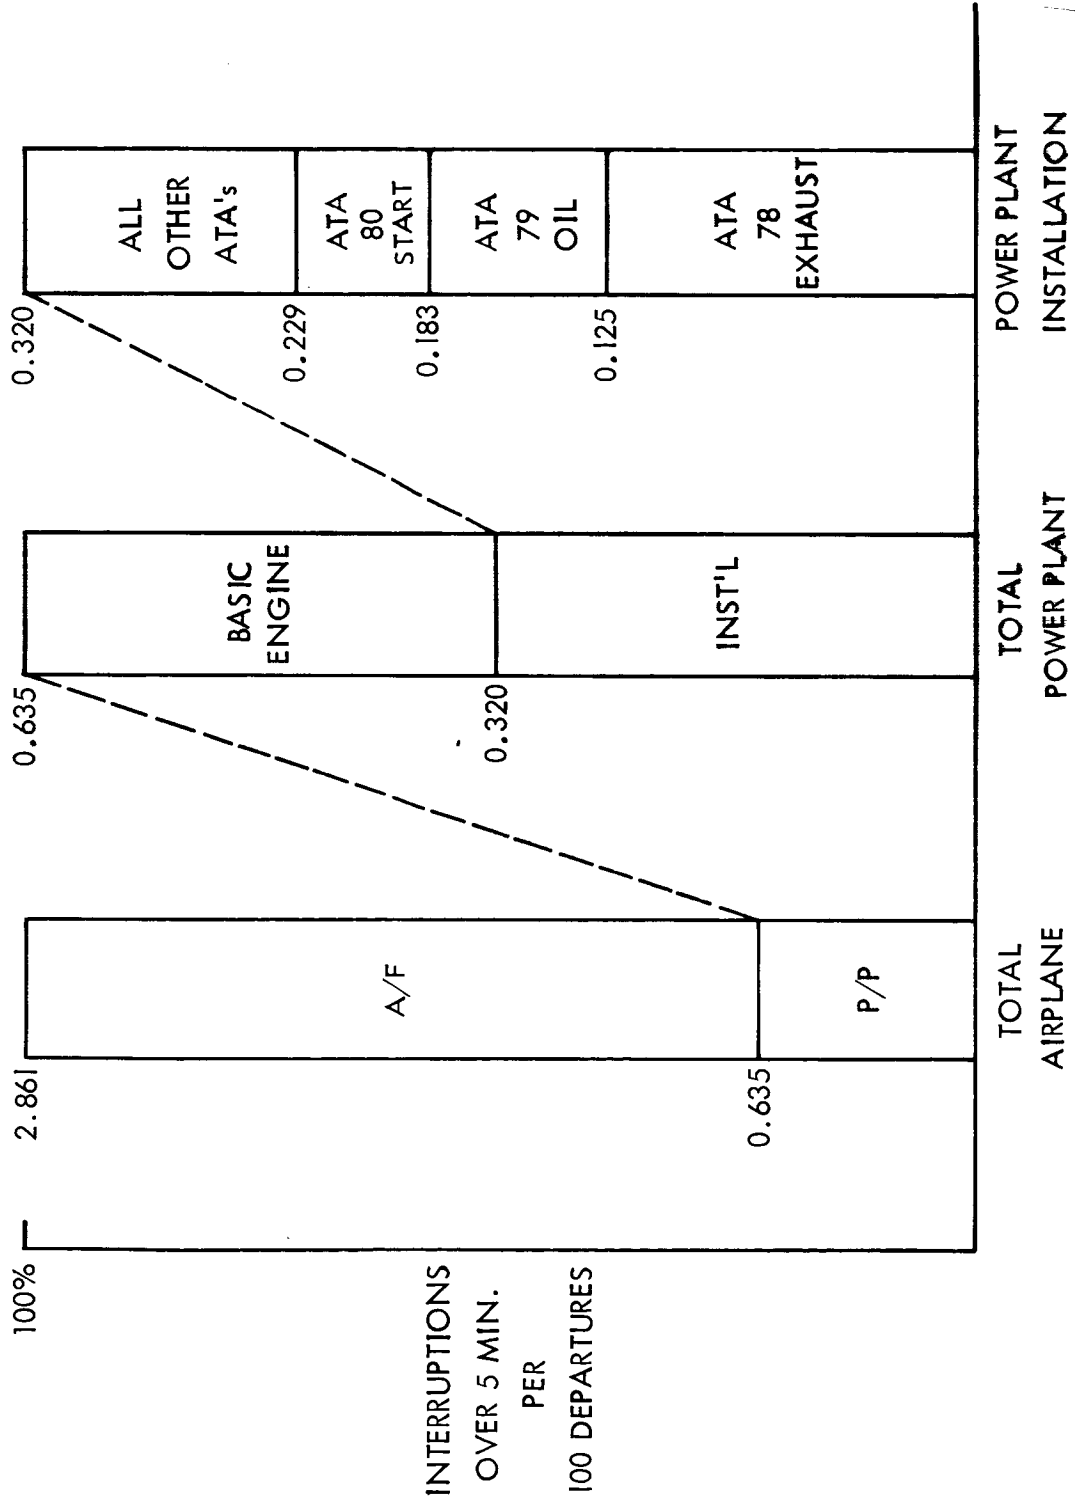 100%
INTERRUPTIONS
OVER 5 MIN.
PER
100 DEPARTURES
2.861
A/F
0.635
P/P
TOTAL
AIRPLANE
0.635
BASIC
ENGINE
0.320
INST'L
TOTAL
POWER PLANT
0.320
ALL
OTHER
ATA's
0.229
ATA
80
START
0.183
ATA
79
OIL
0.125
ATA
78
EXHAUST
POWER PLANT
INSTALLATION